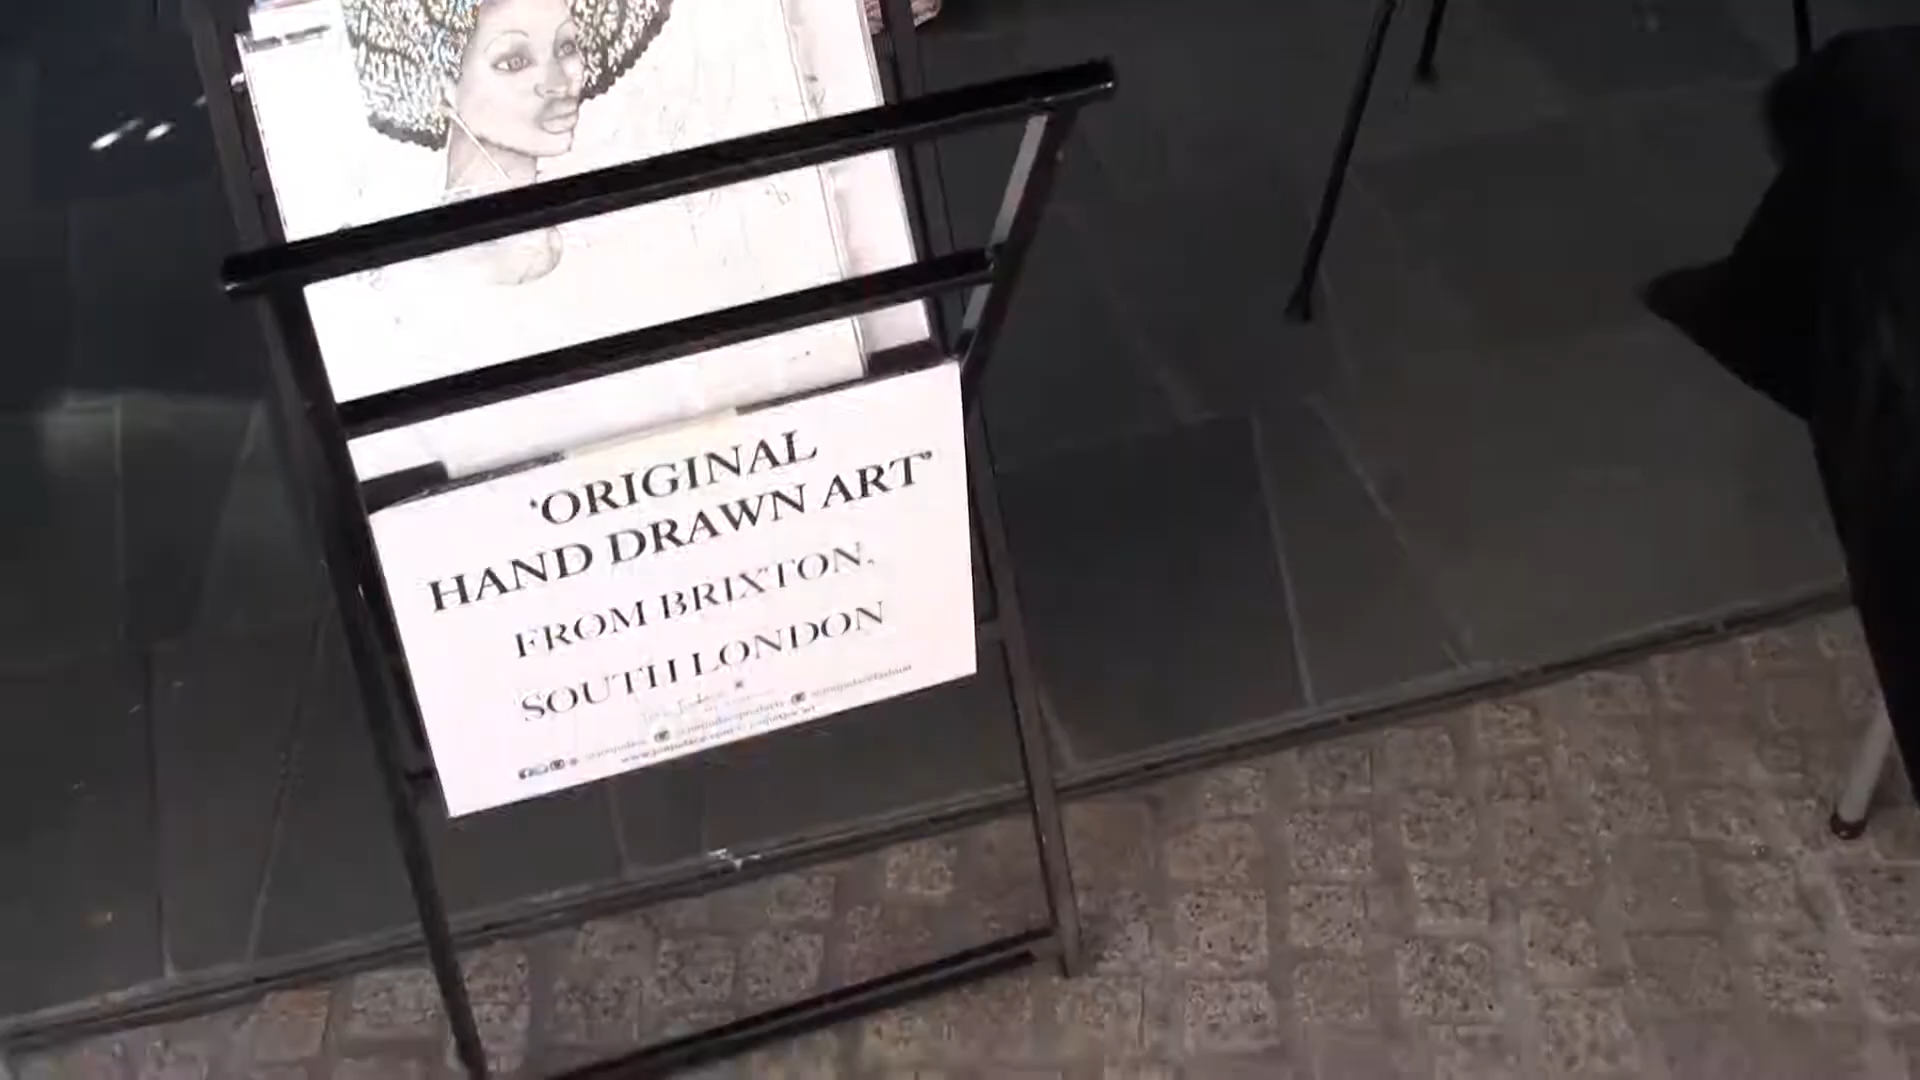 ‘ORIGINAL
HAND DRAWN ART’
FROM BRIXTON,
SOUTH LONDON